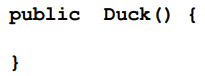 public  Duck() {
}